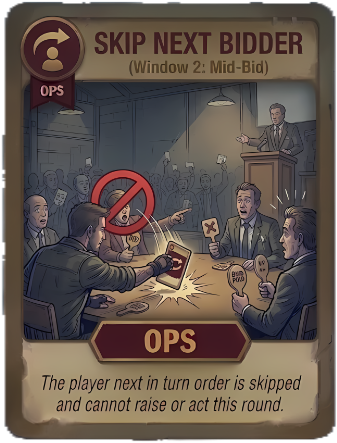 SKIP NEXT BIDDER
(Window 2: Mid-Bid)
OPS
OPS
The player next in turn order is skipped
and cannot raise or act this round.